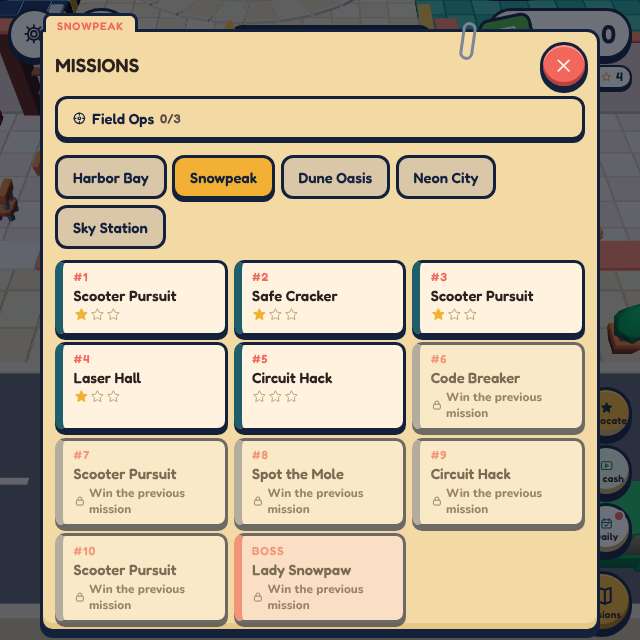 SNOWPEAK
MISSIONS
0
4
Field Ops 0/3
Harbor Bay
Snowpeak
Dune Oasis
Neon City
Sky Station
#1
Scooter Pursuit
#2
Safe Cracker
#3
Scooter Pursuit
#4
Laser Hall
#5
Circuit Hack
#6
Code Breaker
Win the previous
mission
#7
Scooter Pursuit
Win the previous
mission
#8
Spot the Mole
Win the previous
mission
#9
Circuit Hack
Win the previous
mission
#10
Scooter Pursuit
Win the previous
mission
BOSS
Lady Snowpaw
Win the previous
mission
cash